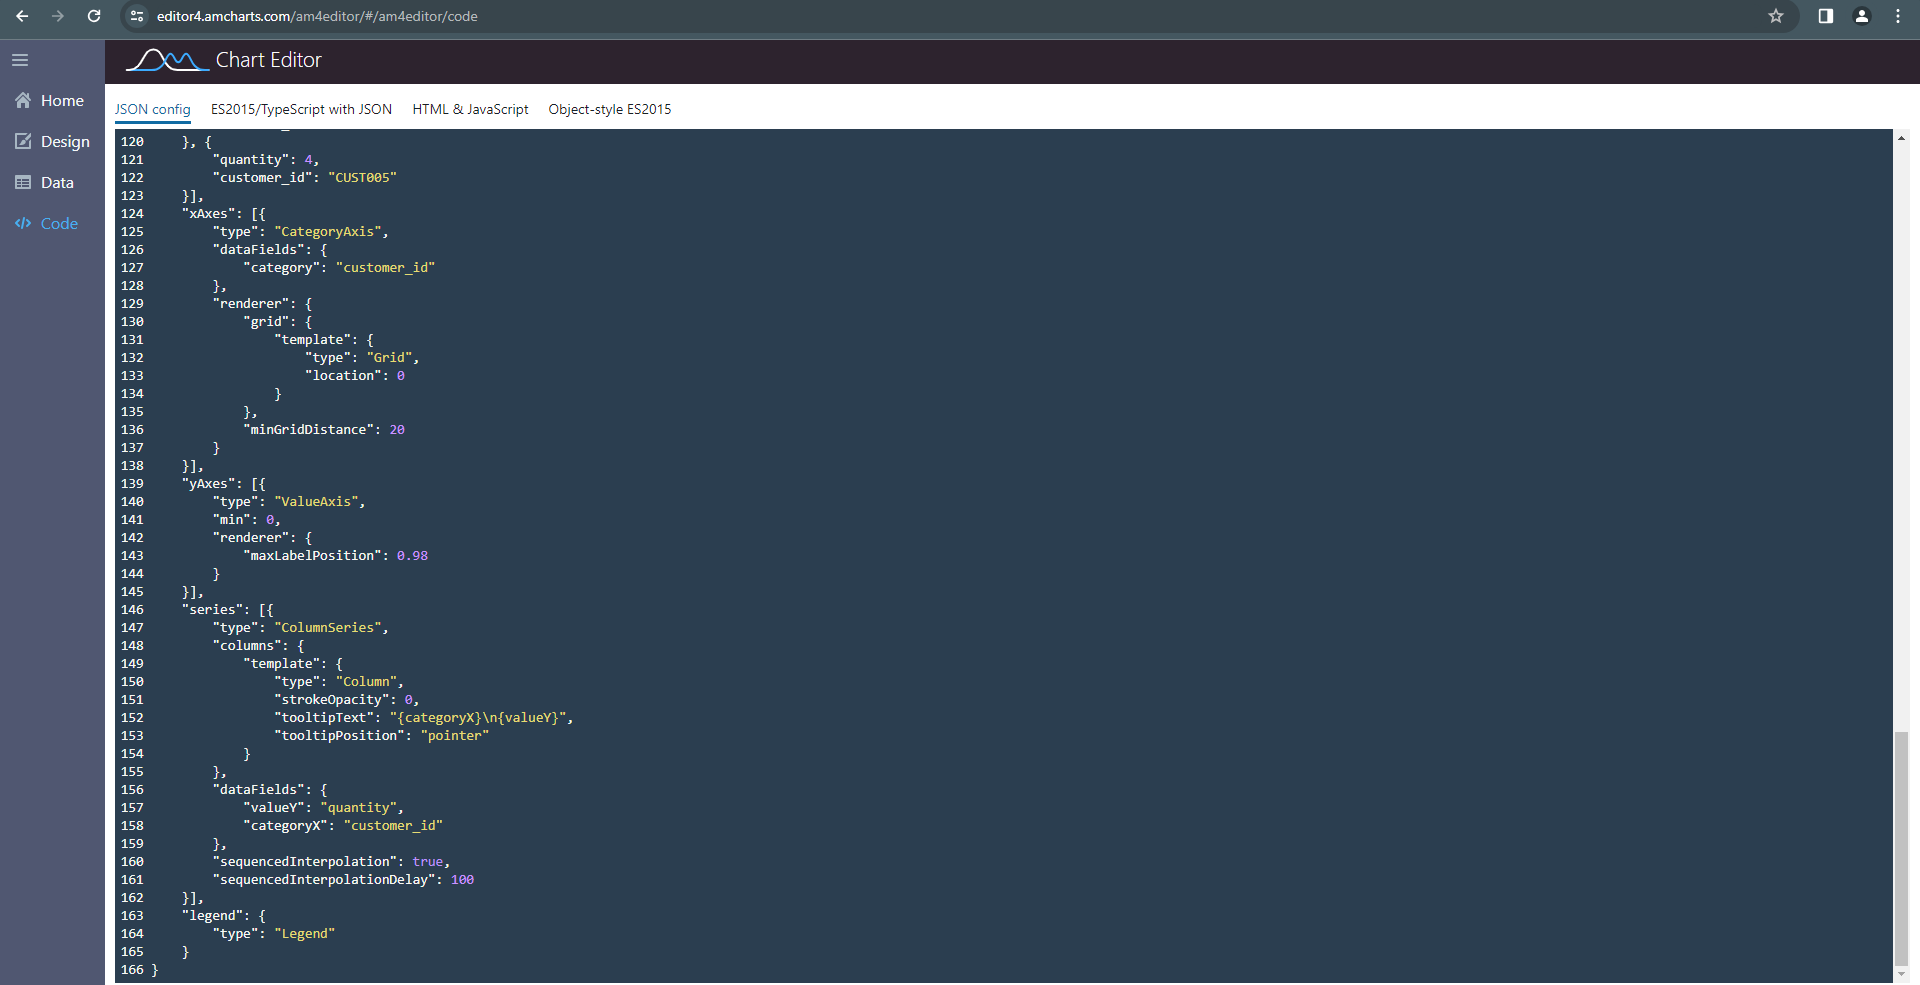 editor4.amcharts.com/am4editor/#/am4editor/code
Chart Editor
Home
Design
Data
Code
JSON config ES2015/TypeScript with JSON HTML & JavaScript Object-style ES2015
120 }, {
121 "quantity": 4,
122 "customer_id": "CUST005"
123 }],
124 "xAxes": [{
125 "type": "CategoryAxis",
126 "dataFields": {
127 "category": "customer_id"
128 },
129 "renderer": {
130 "grid": {
131 "template": {
132 "type": "Grid",
133 "location": 0
134 }
135 },
136 "minGridDistance": 20
137 }
138 }],
139 "yAxes": [{
140 "type": "ValueAxis",
141 "min": 0,
142 "renderer": {
143 "maxLabelPosition": 0.98
144 }
145 }],
146 "series": [{
147 "type": "ColumnSeries",
148 "columns": {
149 "template": {
150 "type": "Column",
151 "strokeOpacity": 0,
152 "tooltipText": "{categoryX}\n{valueY}",
153 "tooltipPosition": "pointer"
154 }
155 },
156 "dataFields": {
157 "valueY": "quantity",
158 "categoryX": "customer_id"
159 },
160 "sequencedInterpolation": true,
161 "sequencedInterpolationDelay": 100
162 }],
163 "legend": {
164 "type": "Legend"
165 }
166 }